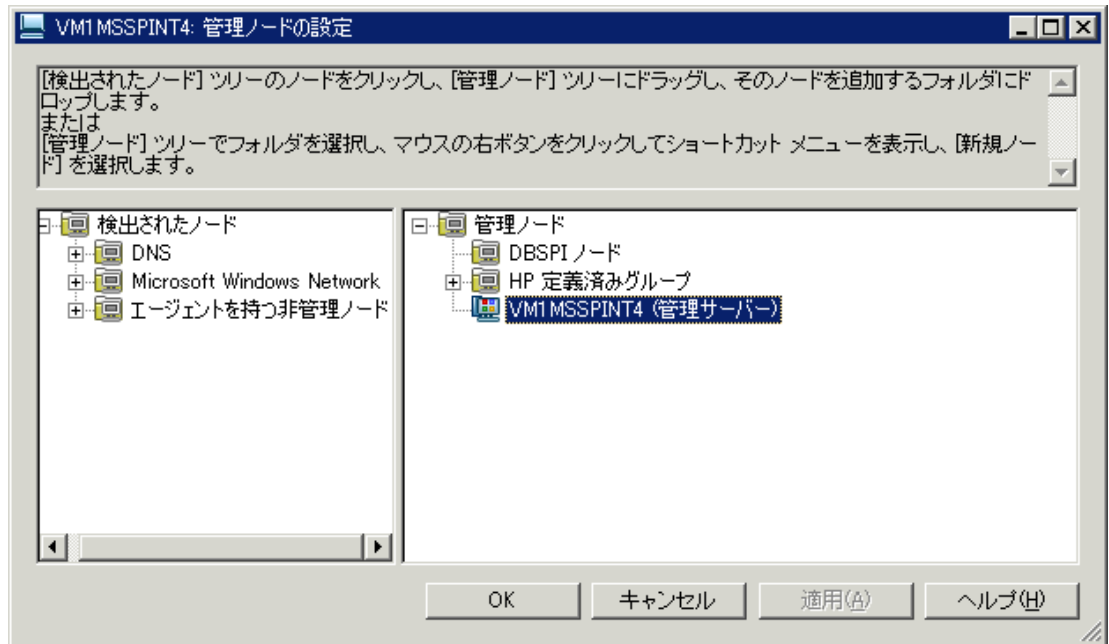 VM1MSSPINT4: 管理ノードの設定
[検出されたノード] ツリーのノードをクリックし、[管理ノード] ツリーにドラッグし、そのノードを追加するフォルダにド
ロップします。
または
[管理ノード] ツリーでフォルダを選択し、マウスの右ボタンをクリックしてショートカット メニューを表示し、[新規ノー
ド] を選択します。
検出されたノード
DNS
Microsoft Windows Network
エージェントを持つ非管理ノード
管理ノード
DBSPI ノード
HP 定義済みグループ
VM1MSSPINT4 (管理サーバー)
OK
キャンセル
適用(A)
ヘルプ(H)